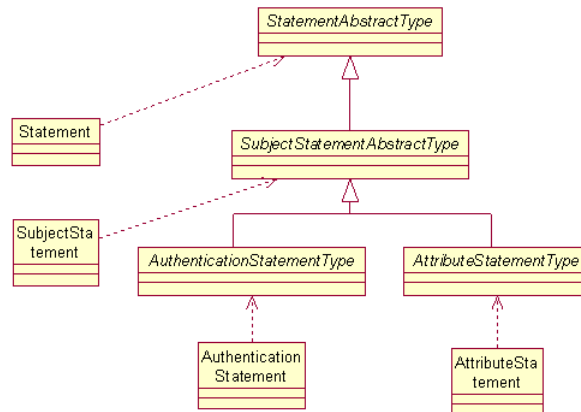 StatementAbstractType
Statement
SubjectStatementAbstractType
SubjectSta
tement
AuthenticationStatementType
AttributeStatementType
Authentication
Statement
AttributeSta
tement